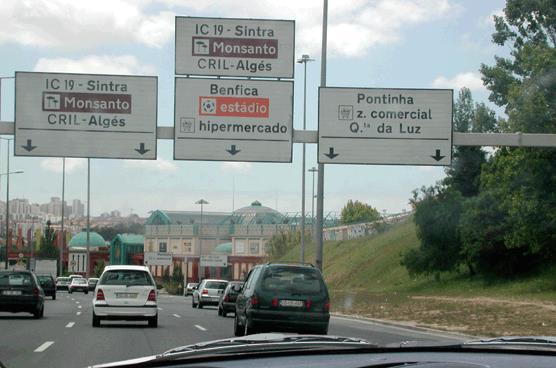 IC 19 - Sintra
Monsanto
CRIL-Algés
IC 19 - Sintra
Monsanto
CRIL-Algés
Benfica
estádio
hipermercado
Pontinha
z. comercial
Q.ta da Luz